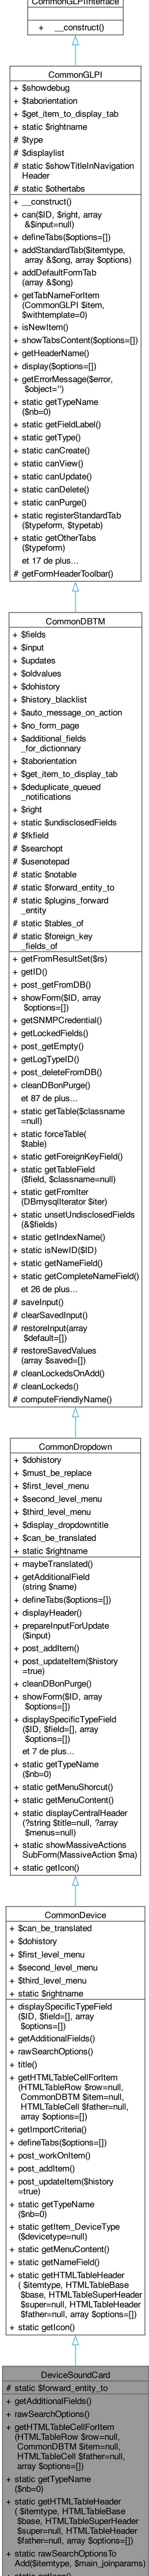 CommonGLPIInterface
+ __construct()
CommonGLPI
+ $showdebug
+ $taborientation
+ $get_item_to_display_tab
+ static $rightname
# $type
# $displaylist
# static $showTitleInNavigation
Header
# static $othertabs
+ __construct()
+ can($ID, $right, array
&$input=null)
+ defineTabs($options=[])
+ addStandardTab($itemtype,
array &$ong, array $options)
+ addDefaultFormTab
(array &$ong)
+ getTabNameForItem
(CommonGLPI $item,
$withtemplate=0)
+ isNewItem()
+ showTabsContent($options=[])
+ getHeaderName()
+ display($options=[])
+ getErrorMessage($error,
$object='')
+ static getTypeName
($nb=0)
+ static getFieldLabel()
+ static getType()
+ static canCreate()
+ static canView()
+ static canUpdate()
+ static canDelete()
+ static canPurge()
+ static registerStandardTab
($typeform, $typetab)
+ static getOtherTabs
($typeform)
et 17 de plus...
# getFormHeaderToolbar()
CommonDBTM
+ $fields
+ $input
+ $updates
+ $oldvalues
+ $dohistory
+ $history_blacklist
+ $auto_message_on_action
+ $no_form_page
+ $additional_fields
_for_dictionnary
+ $taborientation
+ $get_item_to_display_tab
+ $deduplicate_queued
_notifications
+ $right
+ static $undisclosedFields
# $fkfield
# $searchopt
# $usenotepad
# static $notable
# static $forward_entity_to
# static $plugins_forward
_entity
# static $tables_of
# static $foreign_key
_fields_of
+ getFromResultSet($rs)
+ getID()
+ post_getFromDB()
+ showForm($ID, array
$options=[])
+ getSNMPCredential()
+ getLockedFields()
+ post_getEmpty()
+ getLogTypeID()
+ post_deleteFromDB()
+ cleanDBonPurge()
et 87 de plus...
+ static getTable($classname
=null)
+ static forceTable(
$table)
+ static getForeignKeyField()
+ static getTableField
($field, $classname=null)
+ static getFromIter
(DBmysqlIterator $iter)
+ static unsetUndisclosedFields
(&$fields)
+ static getIndexName()
+ static isNewID($ID)
+ static getNameField()
+ static getCompleteNameField()
et 26 de plus...
# saveInput()
# clearSavedInput()
# restoreInput(array
$default=[])
# restoreSavedValues
(array $saved=[])
# cleanLockedsOnAdd()
# cleanLockeds()
# computeFriendlyName()
CommonDropdown
+ $dohistory
+ $must_be_replace
+ $first_level_menu
+ $second_level_menu
+ $third_level_menu
+ $display_dropdowntitle
+ $can_be_translated
+ static $rightname
+ maybeTranslated()
+ getAdditionalField
(string $name)
+ defineTabs($options=[])
+ displayHeader()
+ prepareInputForUpdate
($input)
+ post_addItem()
+ post_updateItem($history
=true)
+ cleanDBonPurge()
+ showForm($ID, array
$options=[])
+ displaySpecificTypeField
($ID, $field=[], array
$options=[])
et 7 de plus...
+ static getTypeName
($nb=0)
+ static getMenuShorcut()
+ static getMenuContent()
+ static displayCentralHeader
(?string $title=null, ?array
$menus=null)
+ static showMassiveActions
SubForm(MassiveAction $ma)
+ static getIcon()
CommonDevice
+ $can_be_translated
+ $dohistory
+ $first_level_menu
+ $second_level_menu
+ $third_level_menu
+ static $rightname
+ displaySpecificTypeField
($ID, $field=[], array
$options=[])
+ getAdditionalFields()
+ rawSearchOptions()
+ title()
+ getHTMLTableCellForItem
(HTMLTableRow $row=null,
CommonDBTM $item=null,
HTMLTableCell $father=null,
array $options=[])
+ getImportCriteria()
+ defineTabs($options=[])
+ post_workOnItem()
+ post_addItem()
+ post_updateItem($history
=true)
+ static getTypeName
($nb=0)
+ static getItem_DeviceType
($devicetype=null)
+ static getMenuContent()
+ static getNameField()
+ static getHTMLTableHeader
( $itemtype, HTMLTableBase
$base, HTMLTableSuperHeader
$super=null, HTMLTableHeader
$father=null, array $options=[])
+ static getIcon()
DeviceSoundCard
# static $forward_entity_to
+ getAdditionalFields()
+ rawSearchOptions()
+ getHTMLTableCellForItem
(HTMLTableRow $row=null,
CommonDBTM $item=null,
HTMLTableCell $father=null,
array $options=[])
+ static getTypeName
($nb=0)
+ static getHTMLTableHeader
( $itemtype, HTMLTableBase
$base, HTMLTableSuperHeader
$super=null, HTMLTableHeader
$father=null, array $options=[])
+ static rawSearchOptionsTo
Add($itemtype, $main_joinparams)
+ static getIcon()